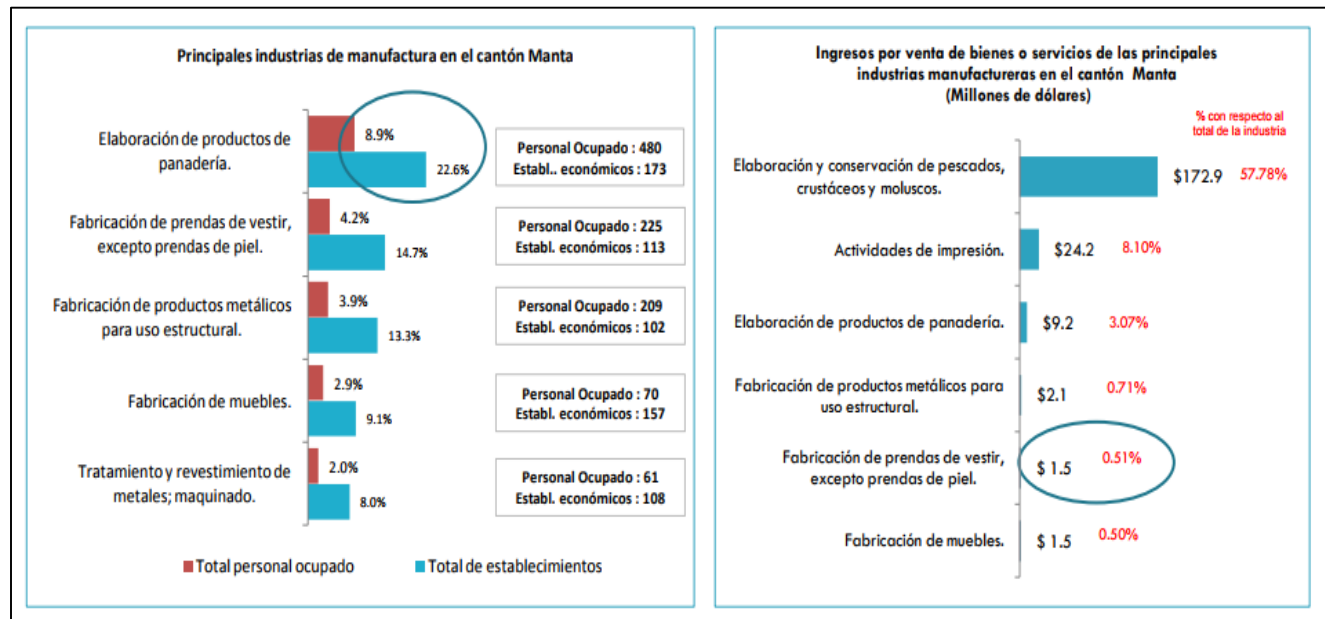 Principales industrias de manufactura en el cantón Manta
Elaboración de productos de
panadería.
8.9%
22.6%
Personal Ocupado : 480
Establ.. económicos : 173
Fabricación de prendas de vestir,
excepto prendas de piel.
4.2%
14.7%
Personal Ocupado : 225
Establ. económicos : 113
Fabricación de productos metálicos
para uso estructural.
3.9%
13.3%
Personal Ocupado : 209
Establ. económicos : 102
Fabricación de muebles.
2.9%
9.1%
Personal Ocupado : 70
Establ. económicos : 157
Tratamiento y revestimiento de
metales; maquinado.
2.0%
8.0%
Personal Ocupado : 61
Establ. económicos : 108
Total personal ocupado
Total de establecimientos
Ingresos por venta de bienes o servicios de las principales
industrias manufactureras en el cantón Manta
(Millones de dólares)
% con respecto al
total de la industria
Elaboración y conservación de pescados,
crustáceos y moluscos.
$172.9 57.78%
Actividades de impresión.
$24.2 8.10%
Elaboración de productos de panadería.
$9.2 3.07%
Fabricación de productos metálicos para
uso estructural.
$2.1 0.71%
Fabricación de prendas de vestir,
excepto prendas de piel.
$ 1.5 0.51%
Fabricación de muebles.
$ 1.5 0.50%